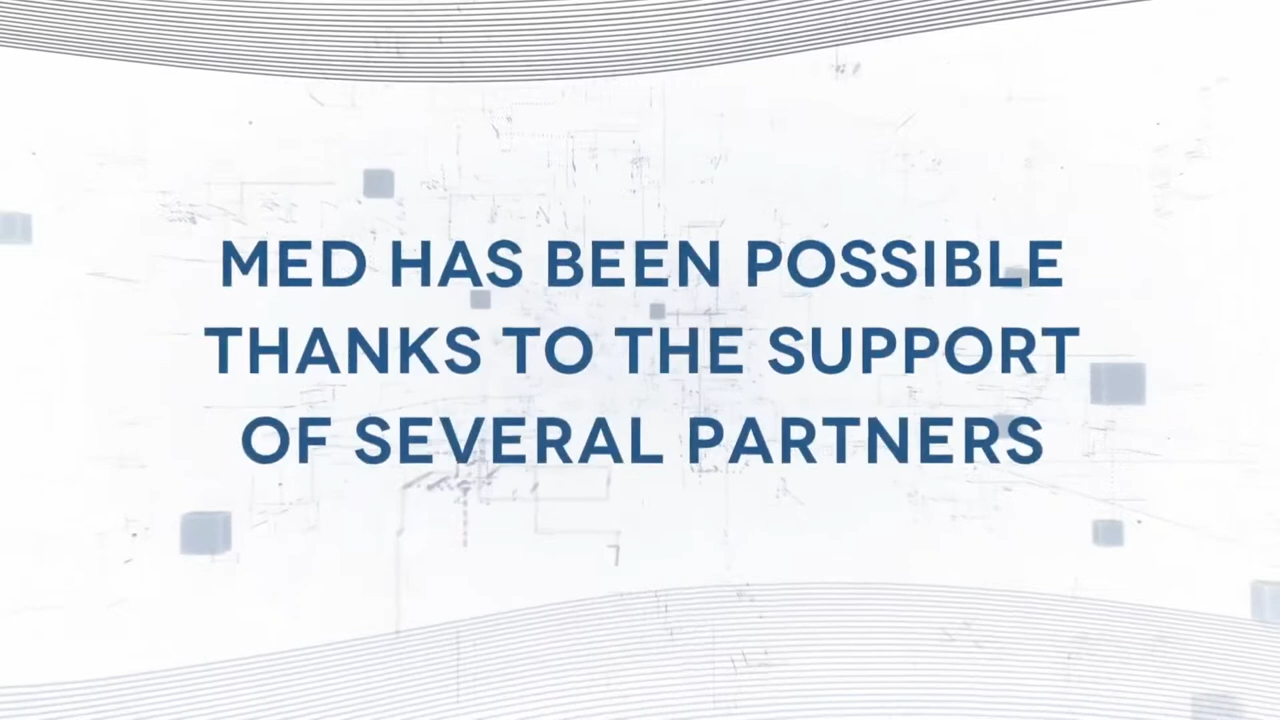 MED HAS BEEN POSSIBLE
THANKS TO THE SUPPORT
OF SEVERAL PARTNERS